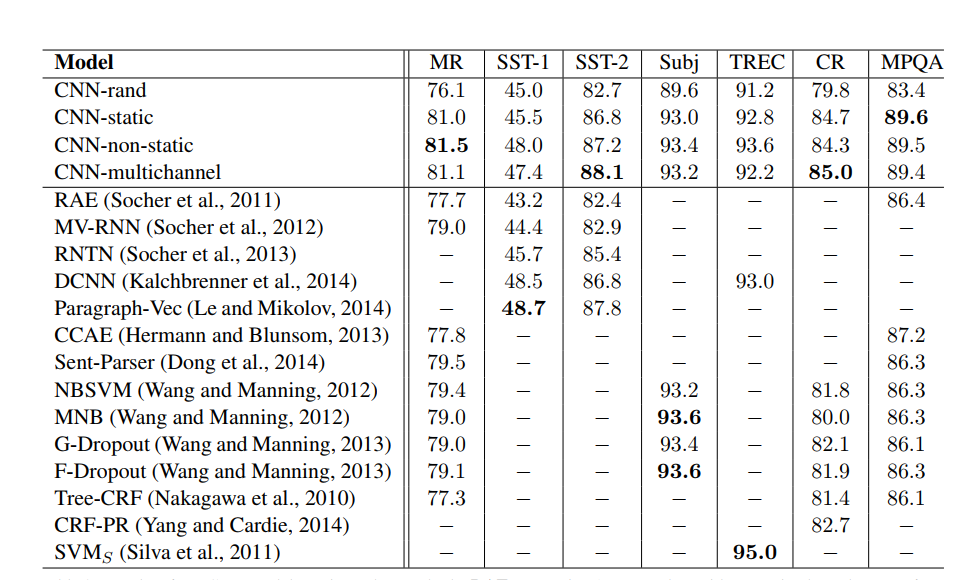 Model MR SST-1 SST-2 Subj TREC CR MPQA
CNN-rand 76.1 45.0 82.7 89.6 91.2 79.8 83.4
CNN-static 81.0 45.5 86.8 93.0 92.8 84.7 89.6
CNN-non-static 81.5 48.0 87.2 93.4 93.6 84.3 89.5
CNN-multichannel 81.1 47.4 88.1 93.2 92.2 85.0 89.4
RAE (Socher et al., 2011) 77.7 43.2 82.4 − − − 86.4
MV-RNN (Socher et al., 2012) 79.0 44.4 82.9 − − − −
RNTN (Socher et al., 2013) − 45.7 85.4 − − − −
DCNN (Kalchbrenner et al., 2014) − 48.5 86.8 − 93.0 − −
Paragraph-Vec (Le and Mikolov, 2014) − 48.7 87.8 − − − −
CCAE (Hermann and Blunsom, 2013) 77.8 − − − − − 87.2
Sent-Parser (Dong et al., 2014) 79.5 − − − − − 86.3
NBSVM (Wang and Manning, 2012) 79.4 − − 93.2 − 81.8 86.3
MNB (Wang and Manning, 2012) 79.0 − − 93.6 − 80.0 86.3
G-Dropout (Wang and Manning, 2013) 79.0 − − 93.4 − 82.1 86.1
F-Dropout (Wang and Manning, 2013) 79.1 − − 93.6 − 81.9 86.3
Tree-CRF (Nakagawa et al., 2010) 77.3 − − − − 81.4 86.1
CRF-PR (Yang and Cardie, 2014) − − − − − 82.7 −
SVM_S (Silva et al., 2011) − − − − 95.0 − −